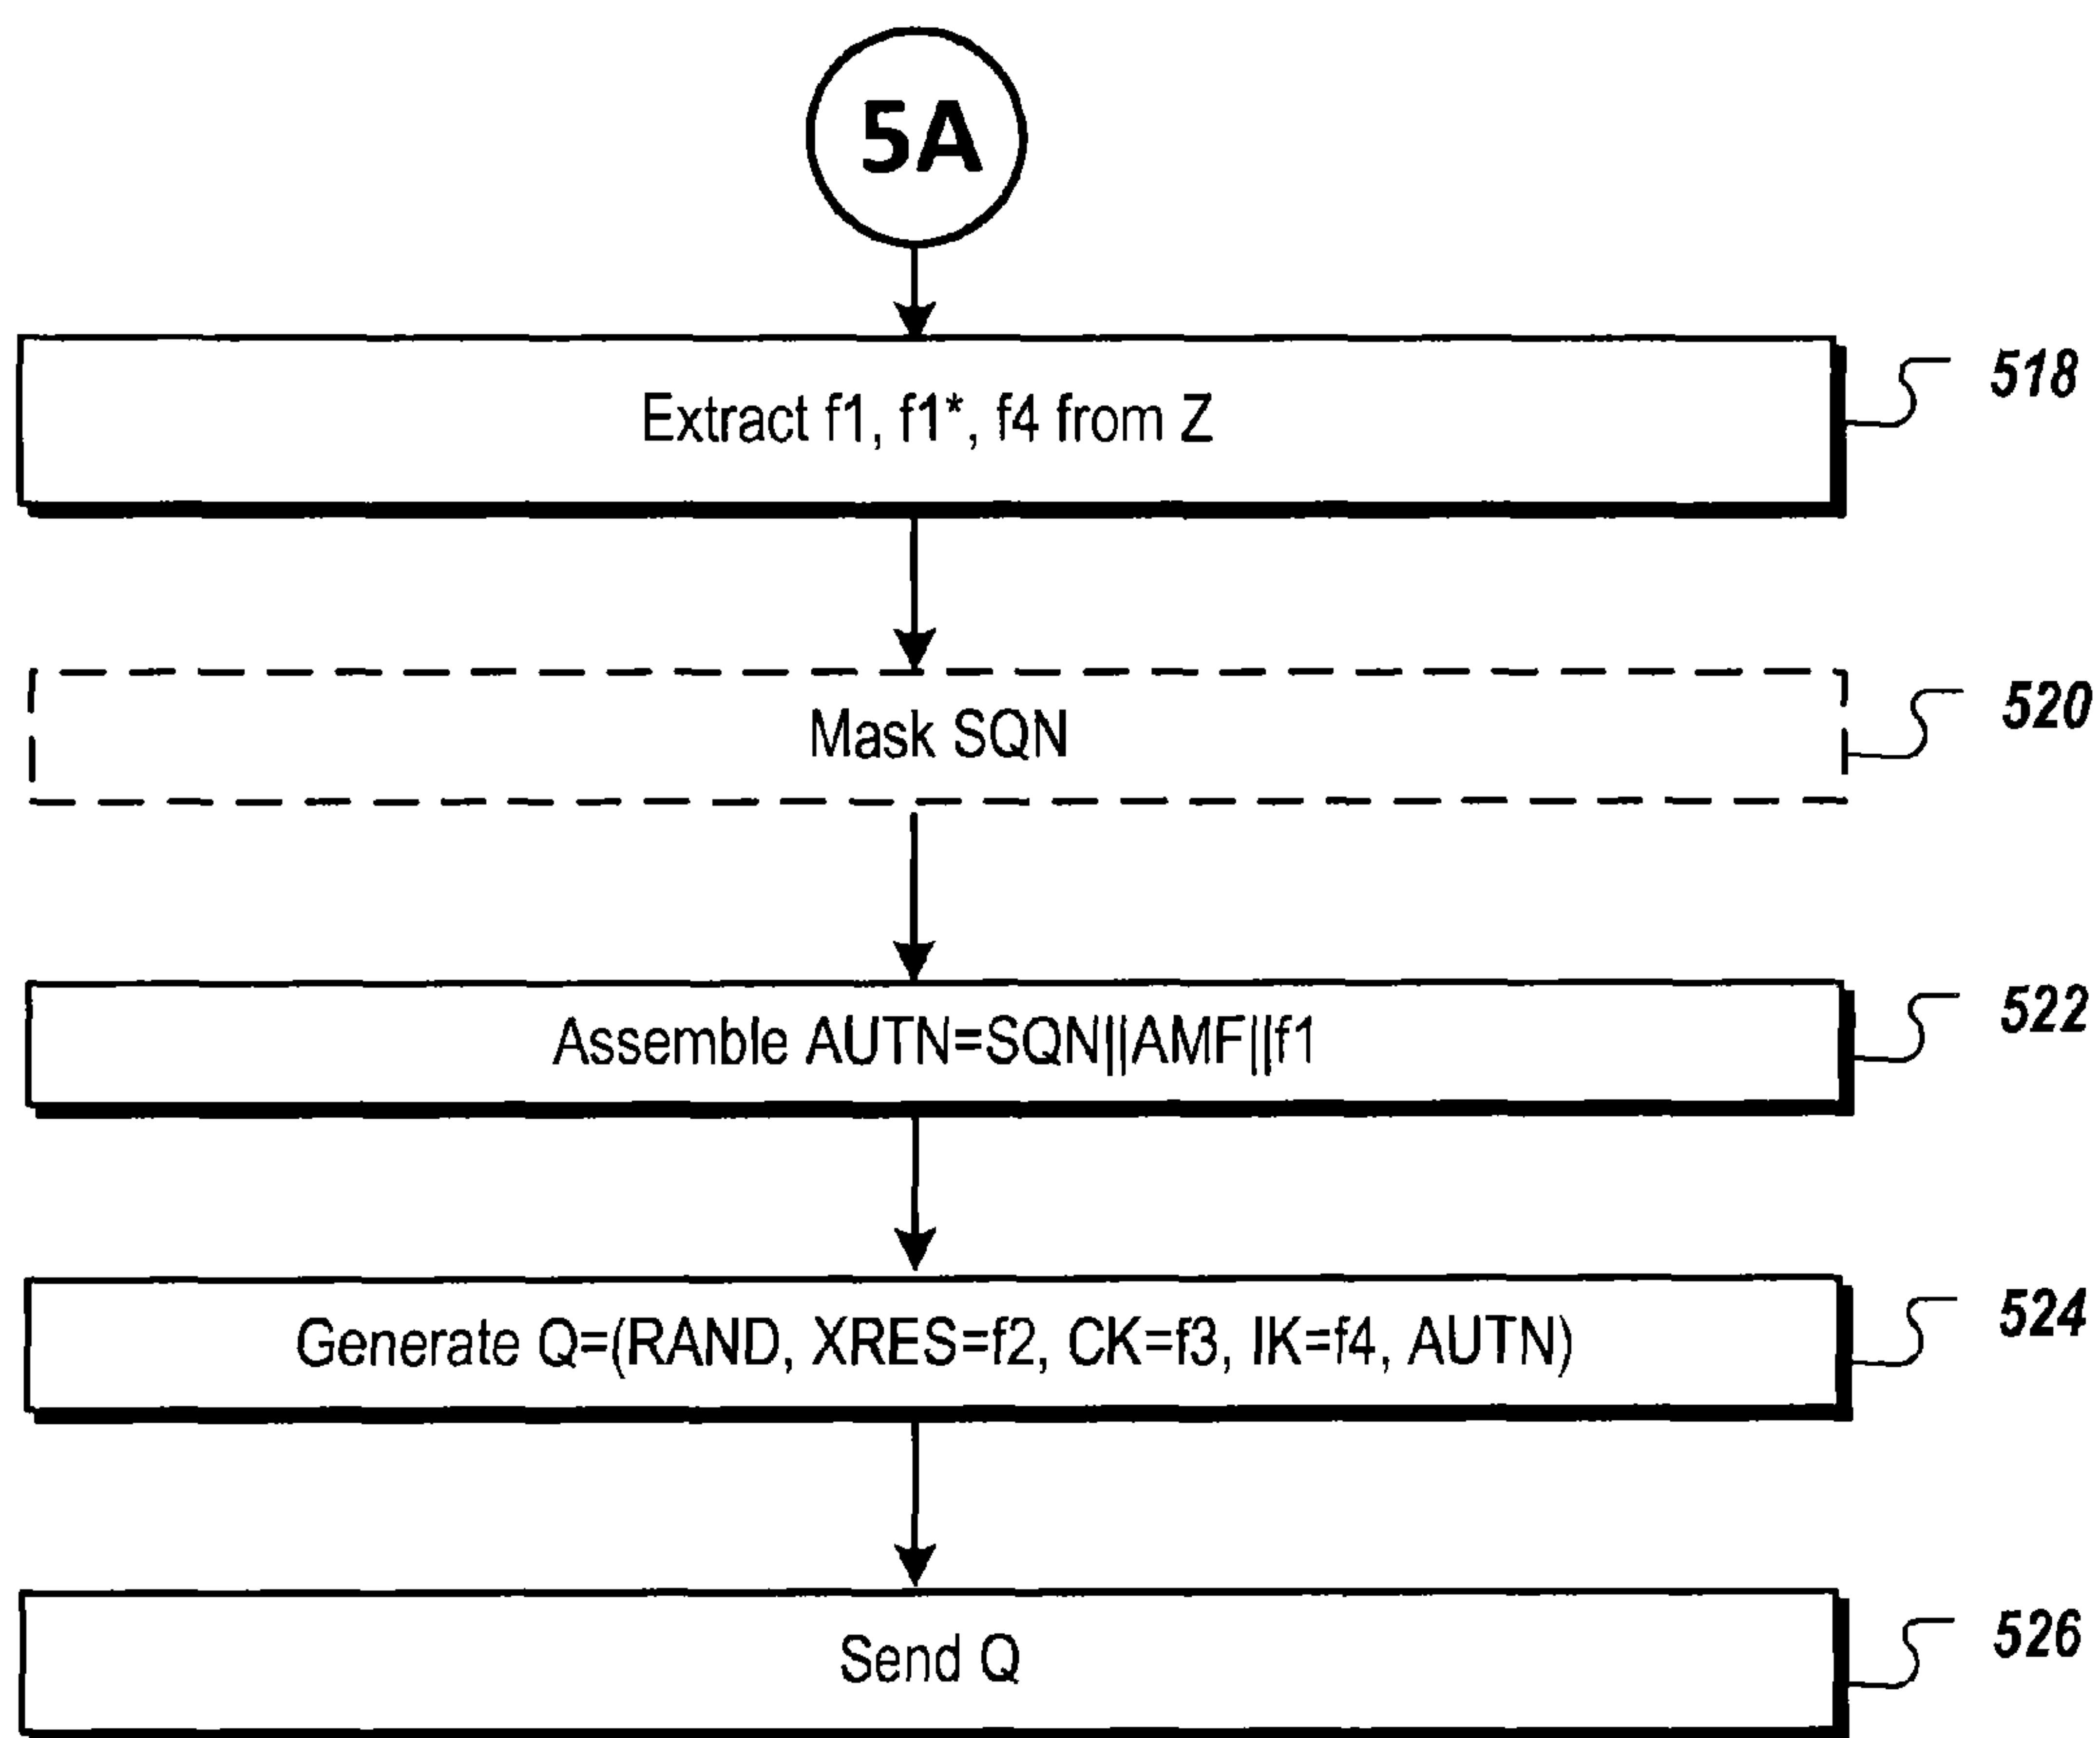 5A
Extract f1, f1*, f4 from Z
518
Mask SQN
520
Assemble AUTN=SQN||AMF||f1
522
Generate Q=(RAND, XRES=f2, CK=f3, IK=f4, AUTN)
524
Send Q
526